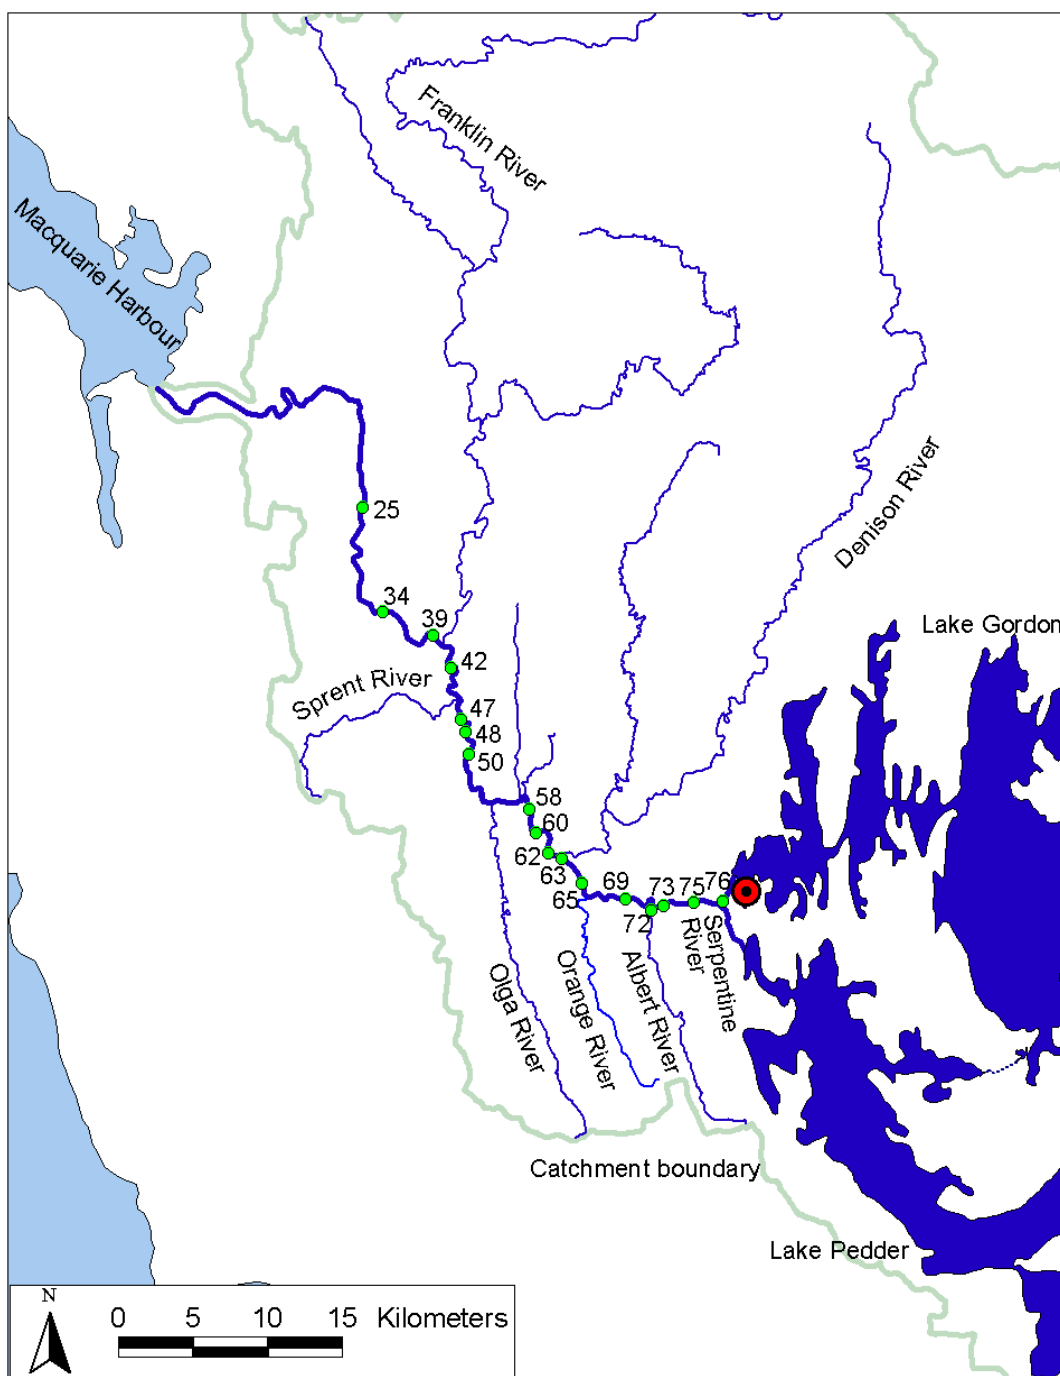 Franklin River
Macquarie Harbour
Denison River
25
34
39
Lake Gordon
42
Sprent River
47
48
50
58
60
62
63
65
69
72
73
75
76
Serpentine
River
Olga River
Orange River
Albert River
Catchment boundary
Lake Pedder
N
0 5 10 15 Kilometers